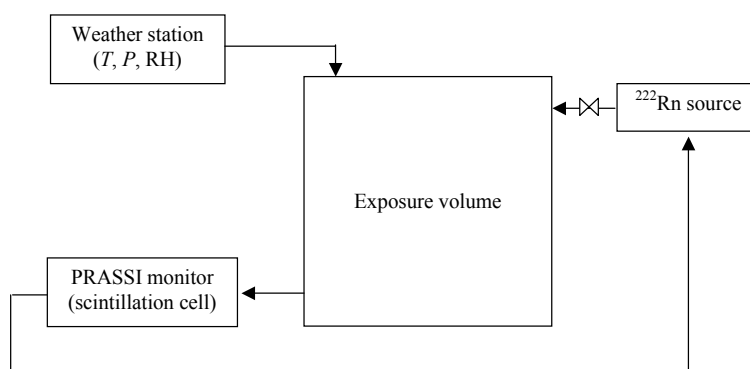 Weather station
(T, P, RH)
²²²Rn source
Exposure volume
PRASSI monitor
(scintillation cell)